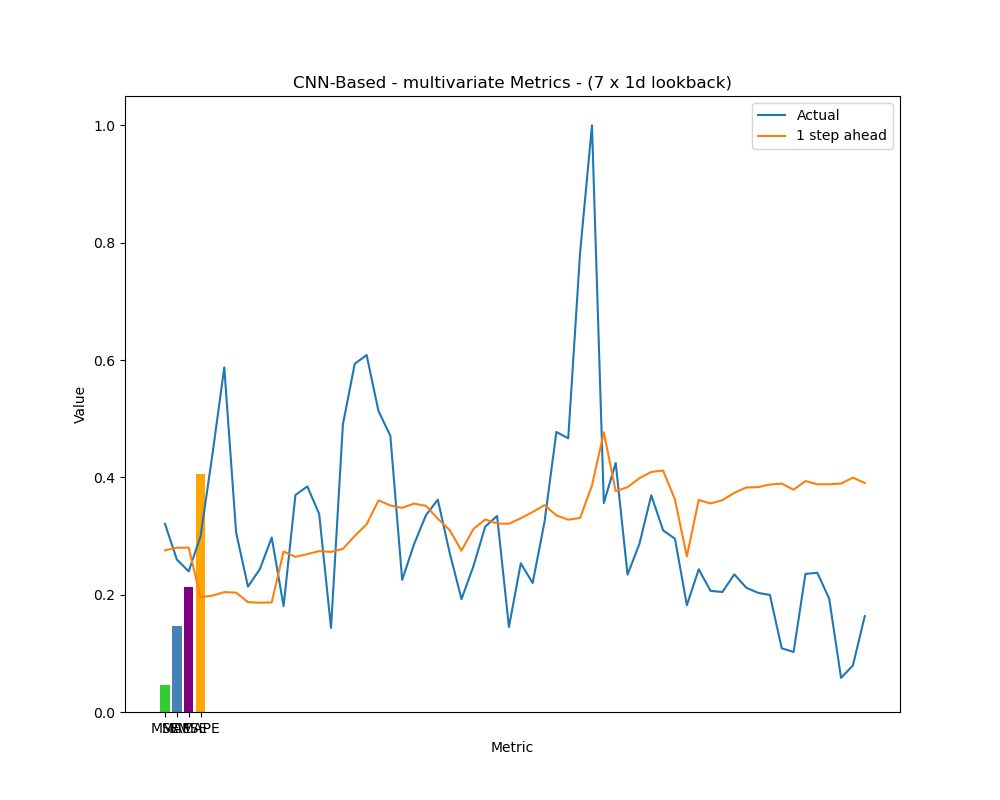 CNN-Based - multivariate Metrics - (7 x 1d lookback)
Actual
1 step ahead
1.0
0.8
0.6
0.4
0.2
0.0
Value
Metric